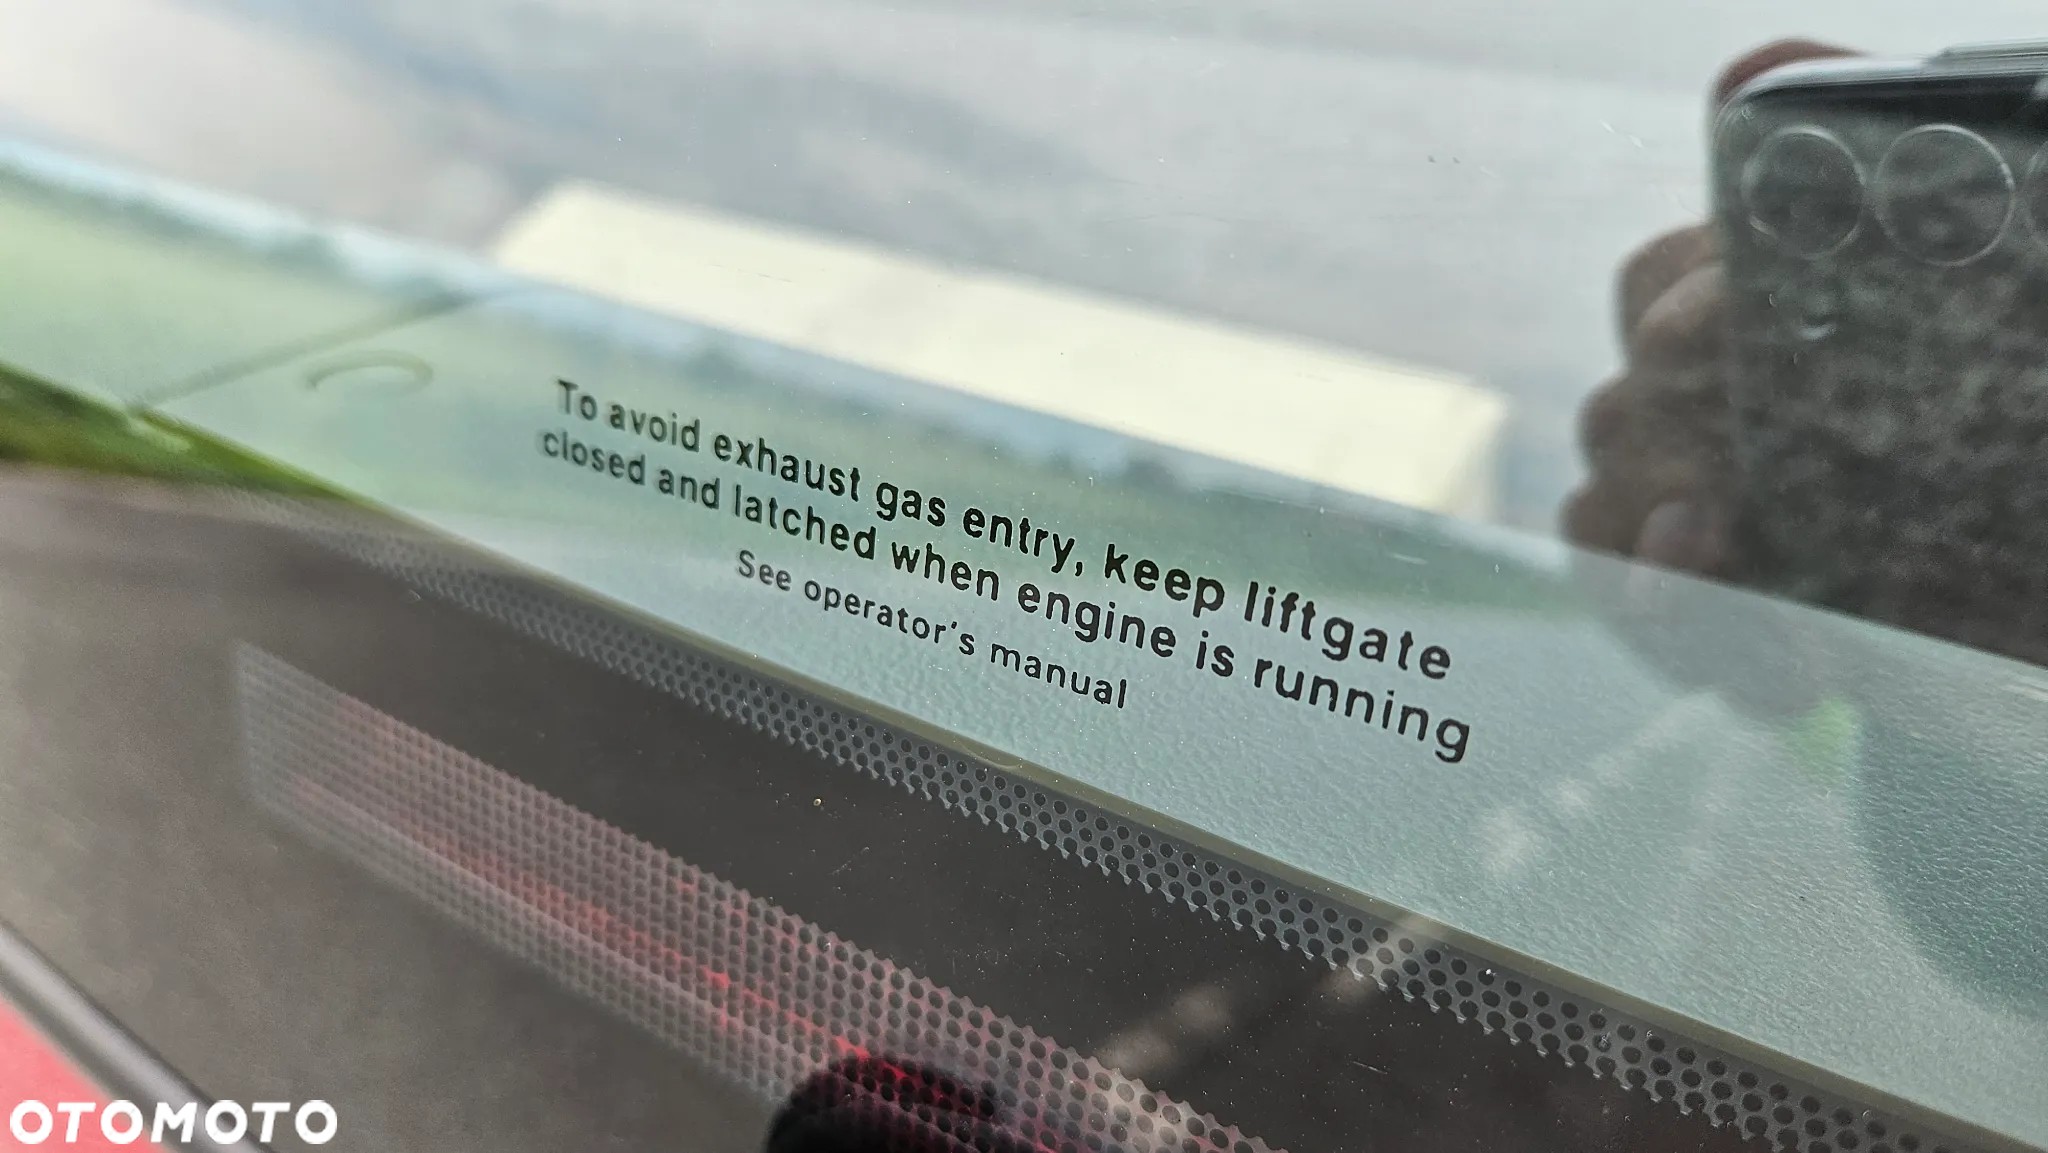 To avoid exhaust gas entry, keep liftgate
closed and latched when engine is running
See operator's manual
OTOMOTO